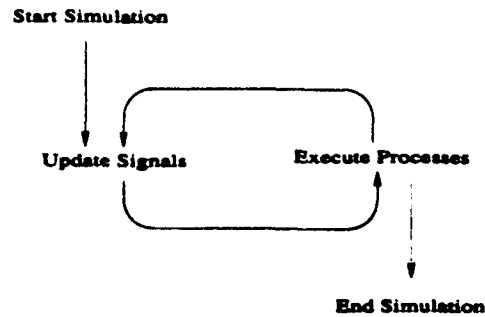 Start Simulation
Update Signals
Execute Processes
End Simulation